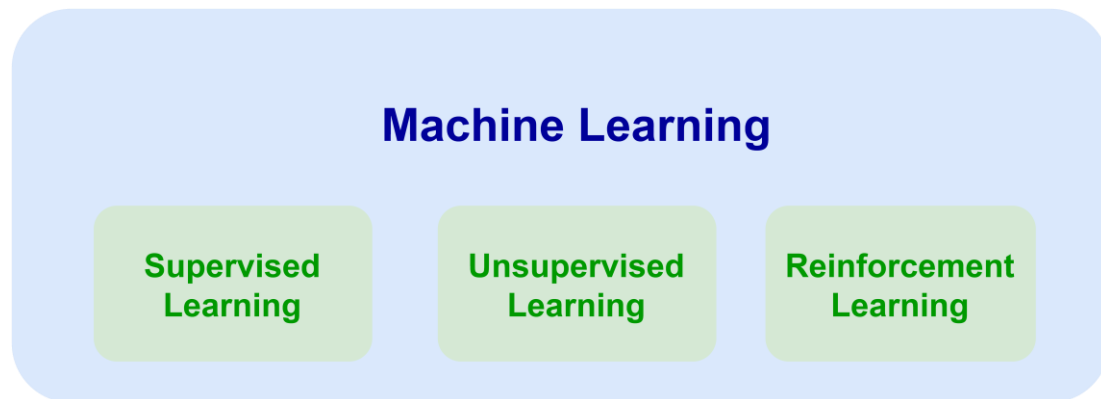 Machine Learning
Supervised
Learning
Unsupervised
Learning
Reinforcement
Learning